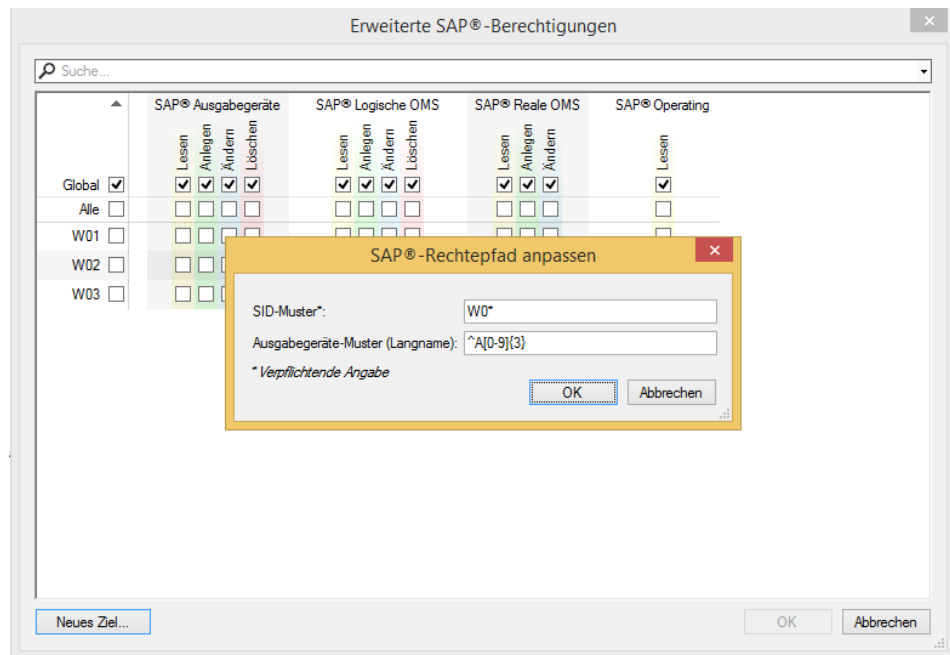 Erweiterte SAP®-Berechtigungen
Suche...
SAP® Ausgabegeräte SAP® Logische OMS SAP® Reale OMS SAP® Operating
Lesen Anlegen Ändern Löschen Lesen Anlegen Ändern Löschen Lesen Anlegen Ändern Lesen
Global
Alle
W01
W02
W03
SAP®-Rechtepfad anpassen
SID-Muster*: W0*
Ausgabegeräte-Muster (Langname): ^A[0-9]{3}
* Verpflichtende Angabe
OK Abbrechen
Neues Ziel... OK Abbrechen